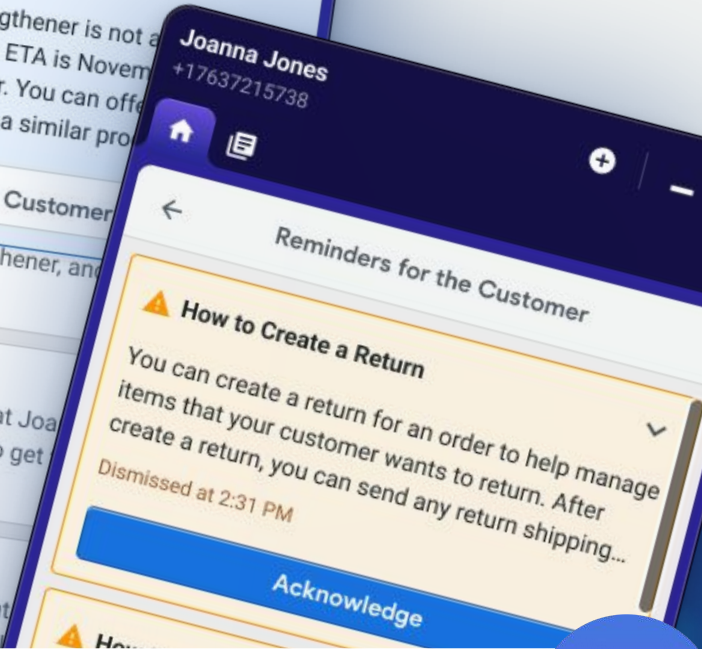 gthener is not a
ETA is Novem
r. You can offe
a similar pro
Customer
hener, and
at Joa
o get
Joanna Jones
+17637215738
Reminders for the Customer
How to Create a Return
You can create a return for an order to help manage
items that your customer wants to return. After
create a return, you can send any return shipping...
Dismissed at 2:31 PM
Acknowledge
How